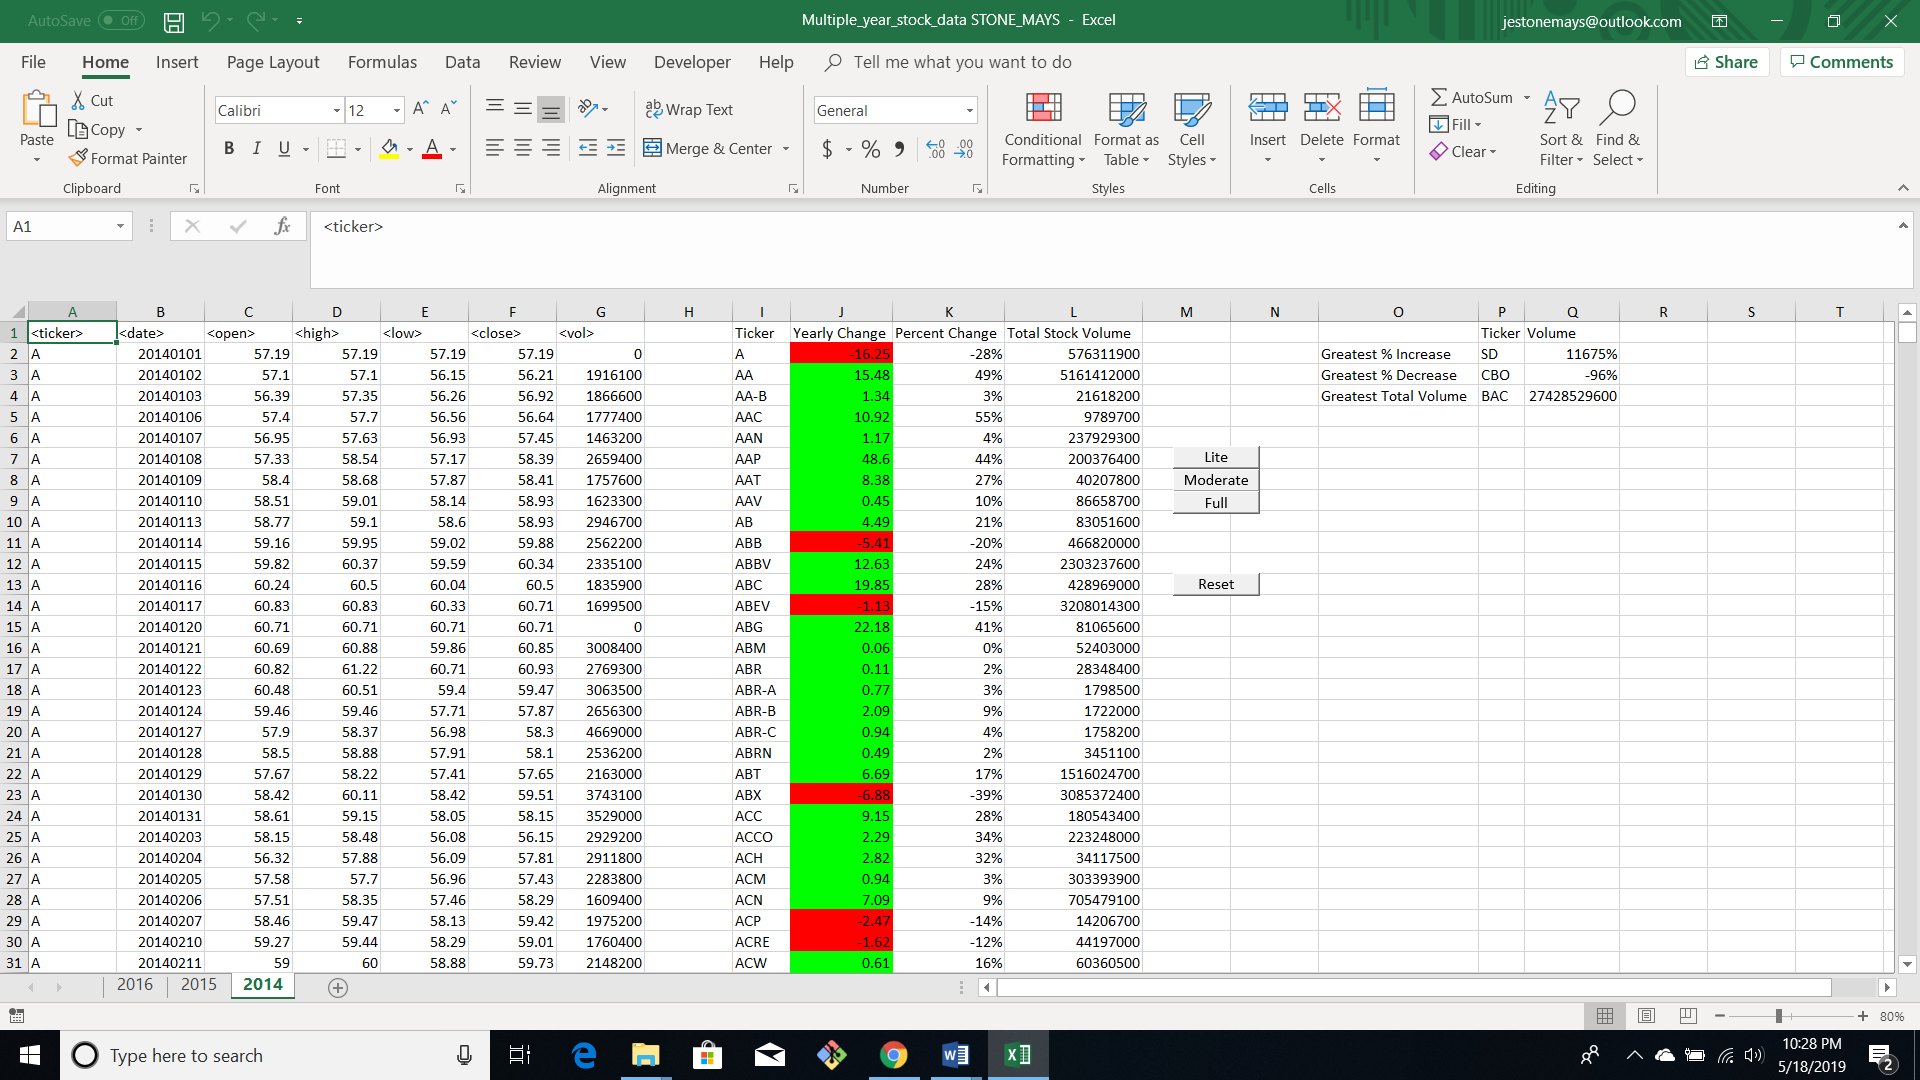 AutoSave Off Multiple_year_stock_data STONE_MAYS - Excel jestonemays@outlook.com
File Home Insert Page Layout Formulas Data Review View Developer Help Tell me what you want to do Share Comments
Paste Cut Copy Format Painter Clipboard
Calibri 12 B I U A Font
Wrap Text Merge & Center Alignment
General $ % Number
Conditional Formatting Format as Table Cell Styles Styles
Insert Delete Format Cells
AutoSum Fill Clear Sort & Filter Find & Select Editing
A1 fx <ticker>
A B C D E F G H I J K L M N O P Q R S T
1 <ticker> <date> <open> <high> <low> <close> <vol> Ticker Yearly Change Percent Change Total Stock Volume Ticker Volume
2 A 20140101 57.19 57.19 57.19 57.19 0 A -16.25 -28% 576311900 Greatest % Increase SD 11675%
3 A 20140102 57.1 57.1 56.15 56.21 1916100 AA 15.48 49% 5161412000 Greatest % Decrease CBO -96%
4 A 20140103 56.39 57.35 56.26 56.92 1866600 AA-B 1.34 3% 21618200 Greatest Total Volume BAC 27428529600
5 A 20140106 57.4 57.7 56.56 56.64 1777400 AAC 10.92 55% 9789700
6 A 20140107 56.95 57.63 56.93 57.45 1463200 AAN 1.17 4% 237929300
7 A 20140108 57.33 58.54 57.17 58.39 2659400 AAP 48.6 44% 200376400 Lite
8 A 20140109 58.4 58.68 57.87 58.41 1757600 AAT 8.38 27% 40207800 Moderate
9 A 20140110 58.51 59.01 58.14 58.93 1623300 AAV 0.45 10% 86658700 Full
10 A 20140113 58.77 59.1 58.6 58.93 2946700 AB 4.49 21% 83051600
11 A 20140114 59.16 59.95 59.02 59.88 2562200 ABB -5.41 -20% 466820000
12 A 20140115 59.82 60.37 59.59 60.34 2335100 ABBV 12.63 24% 2303237600
13 A 20140116 60.24 60.5 60.04 60.5 1835900 ABC 19.85 28% 428969000 Reset
14 A 20140117 60.83 60.83 60.33 60.71 1699500 ABEV -1.13 -15% 3208014300
15 A 20140120 60.71 60.71 60.71 60.71 0 ABG 22.18 41% 81065600
16 A 20140121 60.69 60.88 59.86 60.85 3008400 ABM 0.06 0% 52403000
17 A 20140122 60.82 61.22 60.71 60.93 2769300 ABR 0.11 2% 28348400
18 A 20140123 60.48 60.51 59.4 59.47 3063500 ABR-A 0.77 3% 1798500
19 A 20140124 59.46 59.46 57.71 57.87 2656300 ABR-B 2.09 9% 1722000
20 A 20140127 57.9 58.37 56.98 58.3 4669000 ABR-C 0.94 4% 1758200
21 A 20140128 58.5 58.88 57.91 58.1 2536200 ABRN 0.49 2% 3451100
22 A 20140129 57.67 58.22 57.41 57.65 2163000 ABT 6.69 17% 1516024700
23 A 20140130 58.42 60.11 58.42 59.51 3743100 ABX -6.88 -39% 3085372400
24 A 20140131 58.61 59.15 58.05 58.15 3529000 ACC 9.15 28% 180543400
25 A 20140203 58.15 58.48 56.08 56.15 2929200 ACCO 2.29 34% 223248000
26 A 20140204 56.32 57.88 56.09 57.81 2911800 ACH 2.82 32% 34117500
27 A 20140205 57.58 57.7 56.96 57.43 2283800 ACM 0.94 3% 303393900
28 A 20140206 57.51 58.35 57.46 58.29 1609400 ACN 7.09 9% 705479100
29 A 20140207 58.46 59.47 58.13 59.42 1975200 ACP -2.47 -14% 14206700
30 A 20140210 59.27 59.44 58.29 59.01 1760400 ACRE -1.62 -12% 44197000
31 A 20140211 59 60 58.88 59.73 2148200 ACW 0.61 16% 60360500
2016 2015 2014
80%
Type here to search 10:28 PM
5/18/2019 2